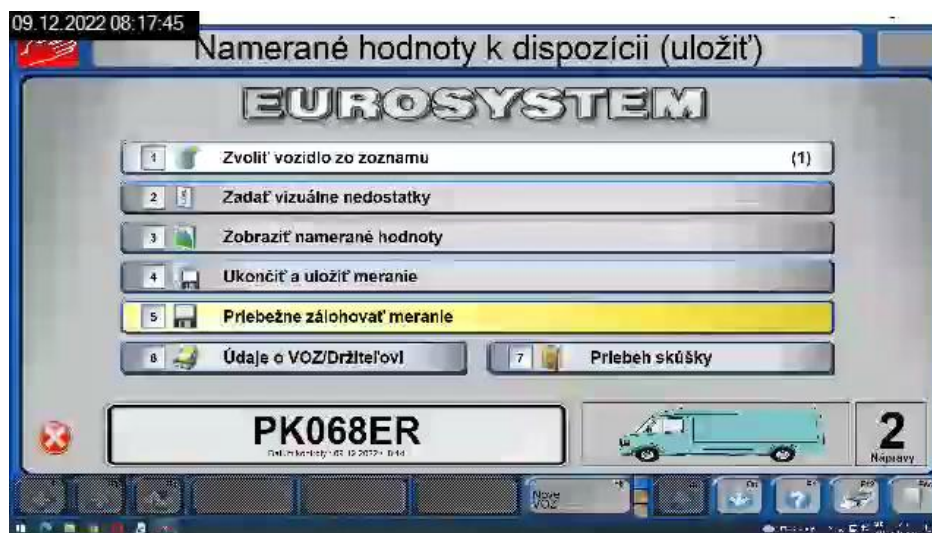 09.12.2022 08:17:45
Namerané hodnoty k dispozícii (uložiť)
EUROSYSTEM
1 Zvoliť vozidlo zo zoznamu (1)
2 Zadať vizuálne nedostatky
3 Zobraziť namerané hodnoty
4 Ukončiť a uložiť meranie
5 Priebežne zálohovať meranie
6 Údaje o VOZ/Držiteľovi
7 Priebeh skúšky
PK068ER
2
Nápravy
Nové
VOZ